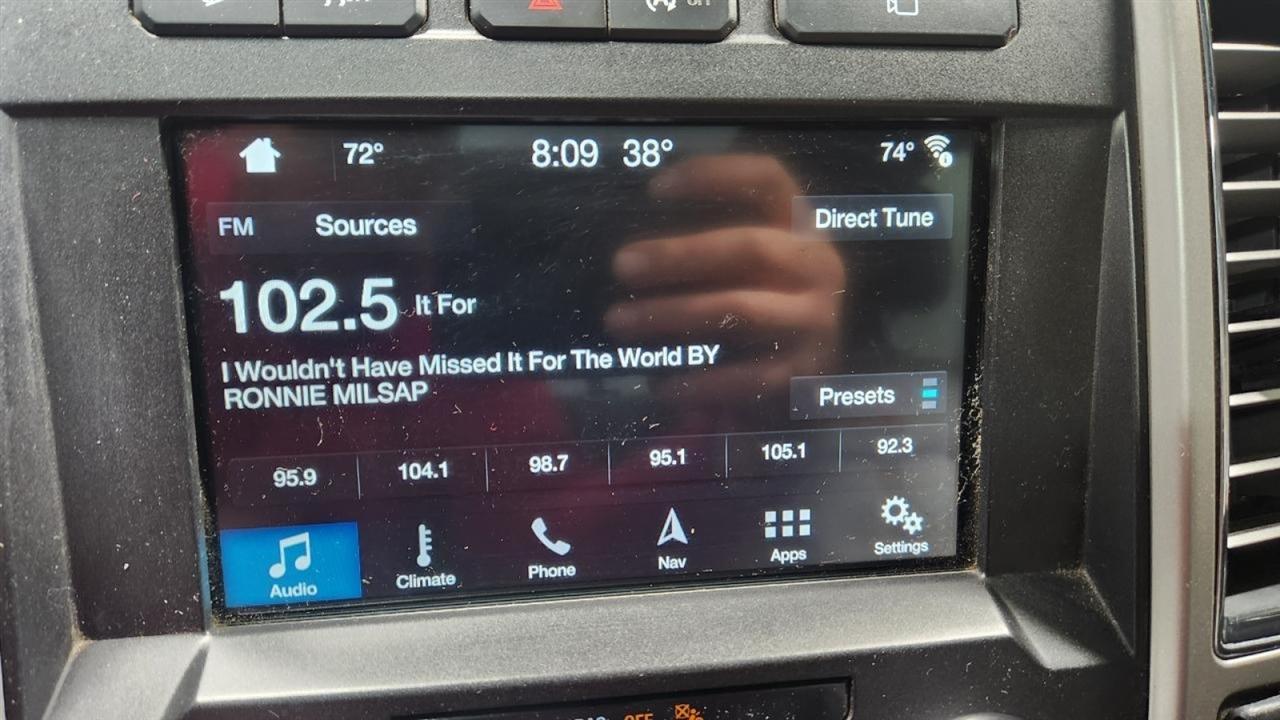 OFF
72° 8:09 38° 74°
FM Sources Direct Tune
102.5 It For
I Wouldn't Have Missed It For The World BY
RONNIE MILSAP
Presets
95.9 104.1 98.7 95.1 105.1 92.3
Audio Climate Phone Nav Apps Settings
OFF